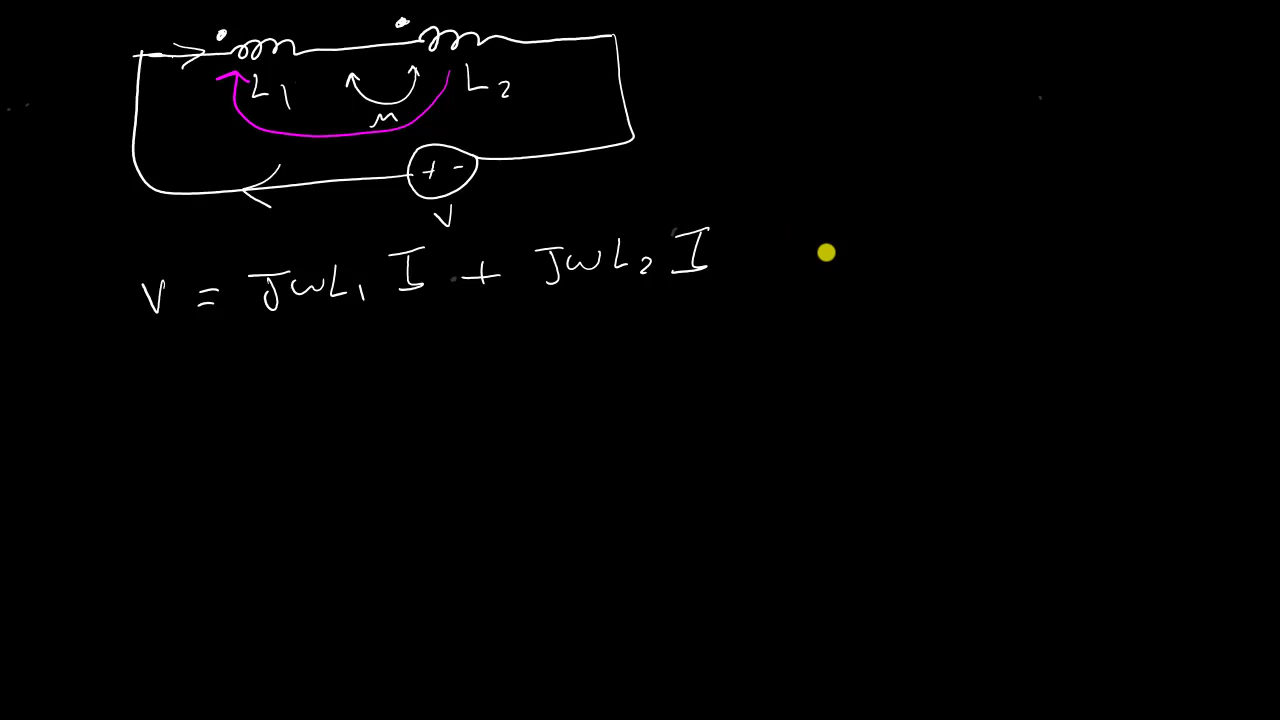 L1 L2
M
+ -
V
V = JωL1 I + JωL2 I